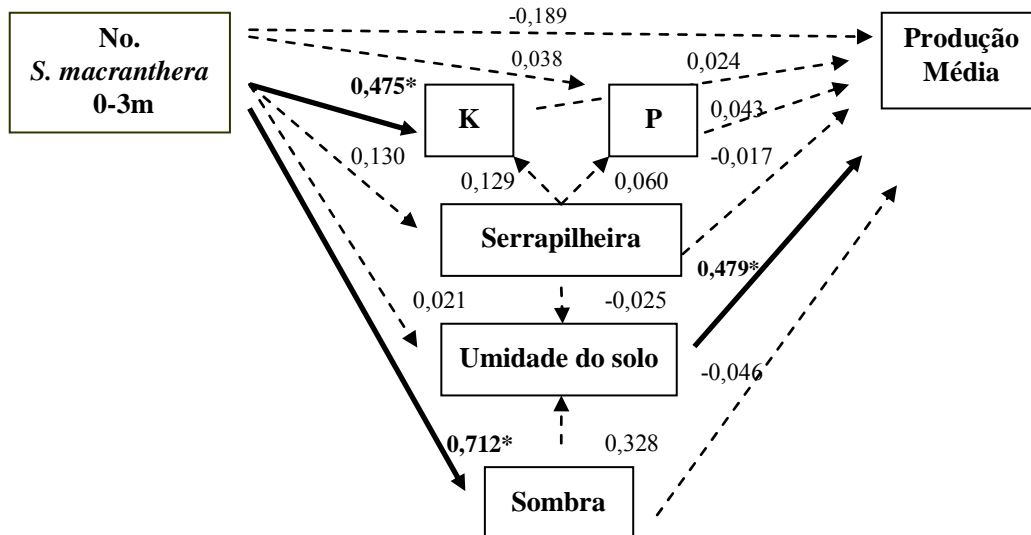 No.
S. macranthera
0-3m
-0,189
Produção
Média
0,038
0,024
0,475*
K
P
0,043
0,130
-0,017
0,129
0,060
Serrapilheira
0,479*
0,021
-0,025
Umidade do solo
-0,046
0,712*
0,328
Sombra